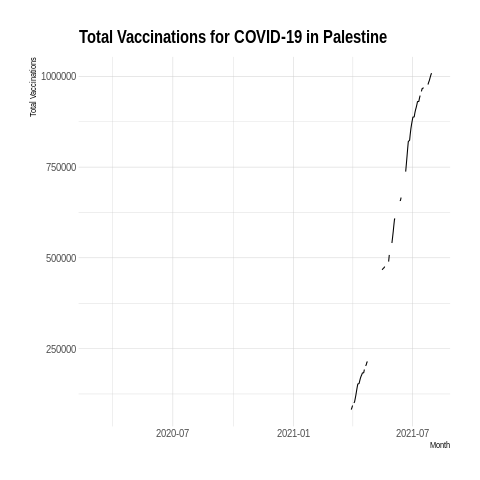 Total Vaccinations for COVID-19 in Palestine
Total Vaccinations
1000000
750000
500000
250000
2020-07 2021-01 2021-07
Month